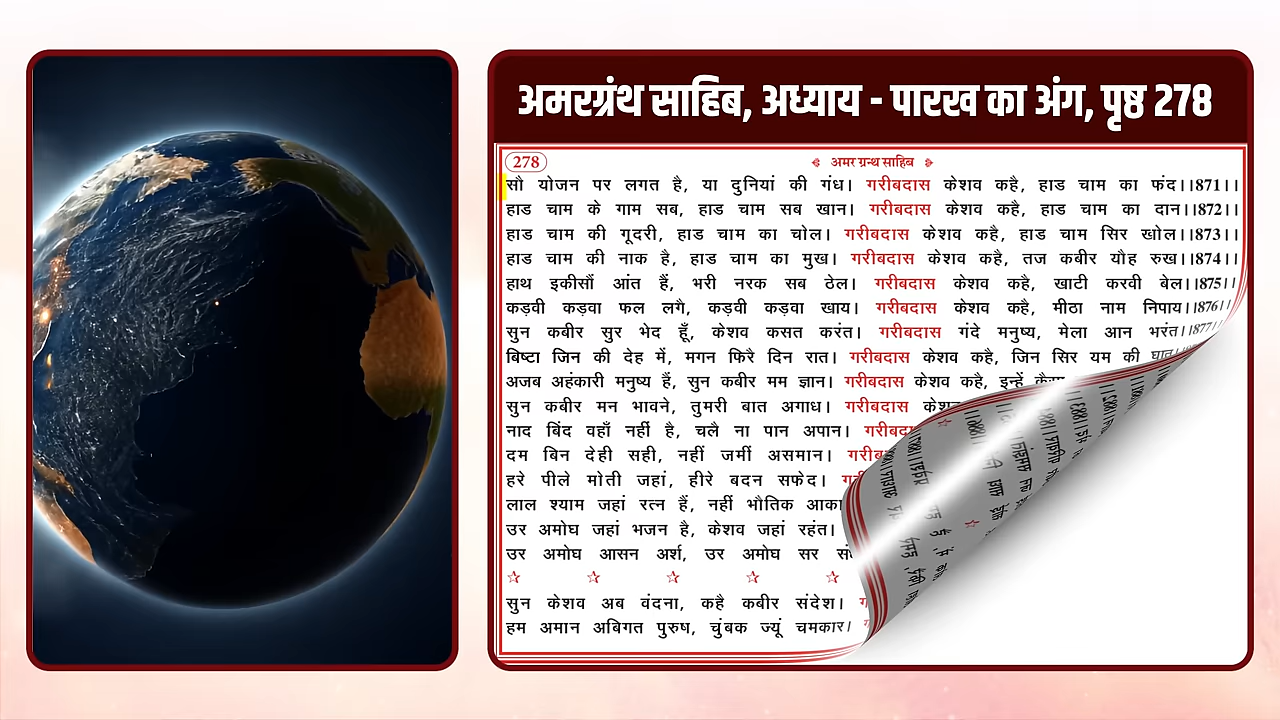 अमरग्रंथ साहिब, अध्याय - पारख का अंग, पृष्ठ 278
278
अमर ग्रन्थ साहिब
सौ योजन पर लगत है, या दुनियां की गंध। गरीबदास केशव कहै, हाड चाम का फंद।।871।।
हाड चाम के गाम सब, हाड चाम सब खान। गरीबदास केशव कहै, हाड चाम का दान।।872।।
हाड चाम की गूदरी, हाड चाम का चोल। गरीबदास केशव कहै, हाड चाम सिर खोल।।873।।
हाड चाम की नाक है, हाड चाम का मुख। गरीबदास केशव कहै, तज कबीर यौह रुख।।874।।
हाथ इकीसौं आंत हैं, भरी नरक सब ठेल। गरीबदास केशव कहै, खाटी करवी बेल।।875।।
कड़वी कड़वा फल लगै, कड़वी कड़वा खाय। गरीबदास केशव कहै, मीठा नाम निपाय।।876।।
सुन कबीर सुर भेद हूँ, केशव कसत करंत। गरीबदास गंदे मनुष्य, मेला आन भरंत।।877।।
बिष्टा जिन की देह में, मगन फिरे दिन रात। गरीबदास केशव कहै, जिन सिर यम की घात।।
अजब अहंकारी मनुष्य हैं, सुन कबीर मम ज्ञान। गरीबदास केशव कहै, इन्हें
सुन कबीर मन भावने, तुमरी बात अगाध। गरीबदास
नाद बिंद वहाँ नहीं है, चलै ना पान अपान।
दम बिन देही सही, नहीं जमीं असमान।
हरे पीले मोती जहां, हीरे बदन सफेद।
लाल श्याम जहां रत्न हैं, नहीं भौतिक
उर अमोघ जहां भजन है, केशव जहां रहंत।
उर अमोघ आसन अर्श, उर अमोघ सर
सुन केशव अब वंदना, कहै कबीर संदेश।
हम अमान अबिगत पुरुष, चुंबक ज्यूं चमकार।